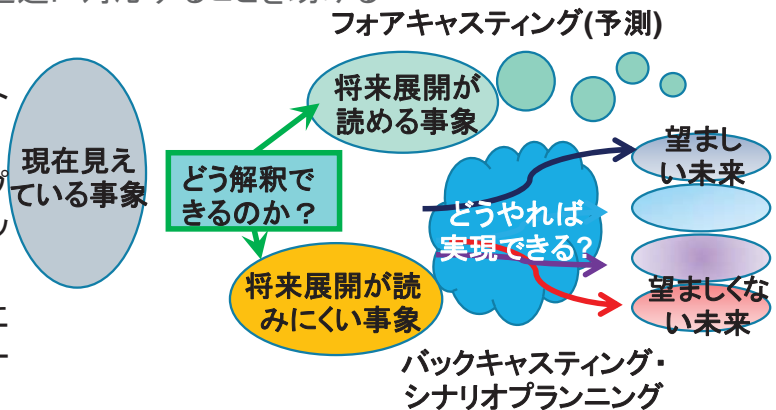 フォアキャスティング(予測)
将来展開が
読める事象
現在見え
ている事象
どう解釈で
きるのか？
望まし
い未来
どうやれば
実現できる?
将来展開が読
みにくい事象
望ましくな
い未来
バックキャスティング・
シナリオプランニング